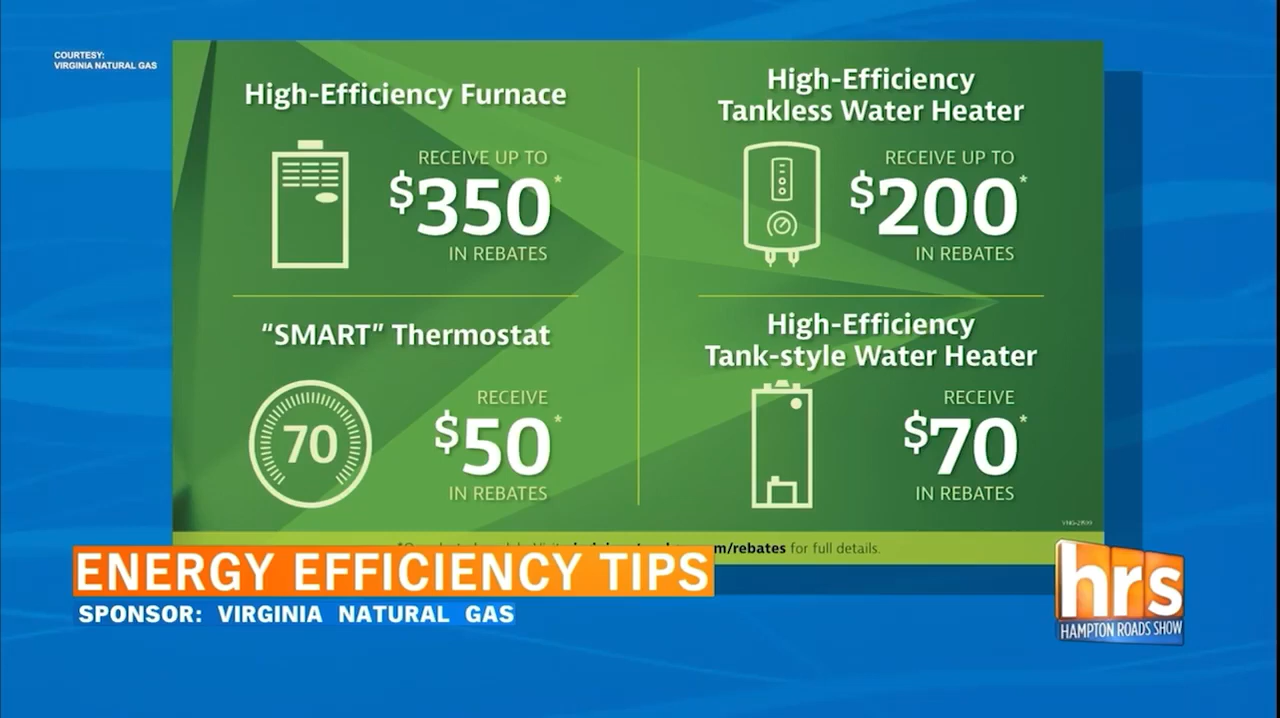 COURTESY:
VIRGINIA NATURAL GAS
High-Efficiency Furnace
RECEIVE UP TO
$350*
IN REBATES
High-Efficiency
Tankless Water Heater
RECEIVE UP TO
$200*
IN REBATES
"SMART" Thermostat
70
RECEIVE
$50*
IN REBATES
High-Efficiency
Tank-style Water Heater
RECEIVE
$70*
IN REBATES
m/rebates for full details.
ENERGY EFFICIENCY TIPS
SPONSOR: VIRGINIA NATURAL GAS
hrs
HAMPTON ROADS SHOW